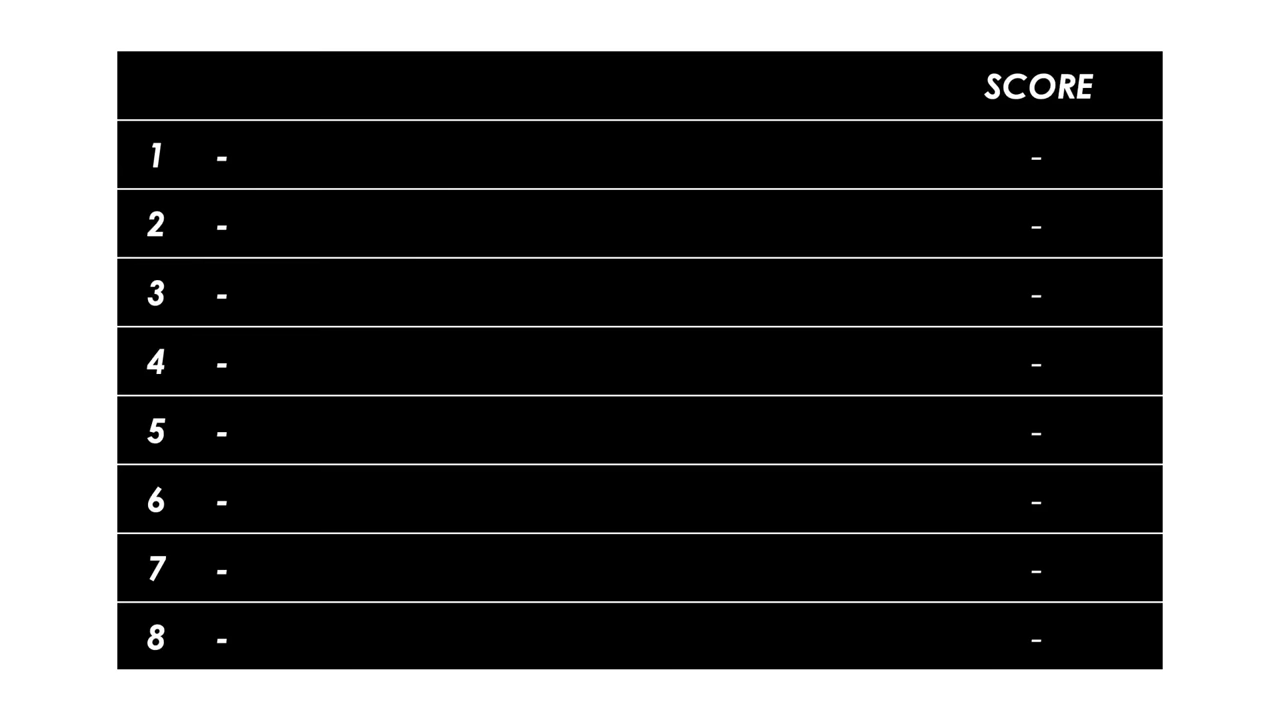 SCORE
1 - -
2 - -
3 - -
4 - -
5 - -
6 - -
7 - -
8 - -